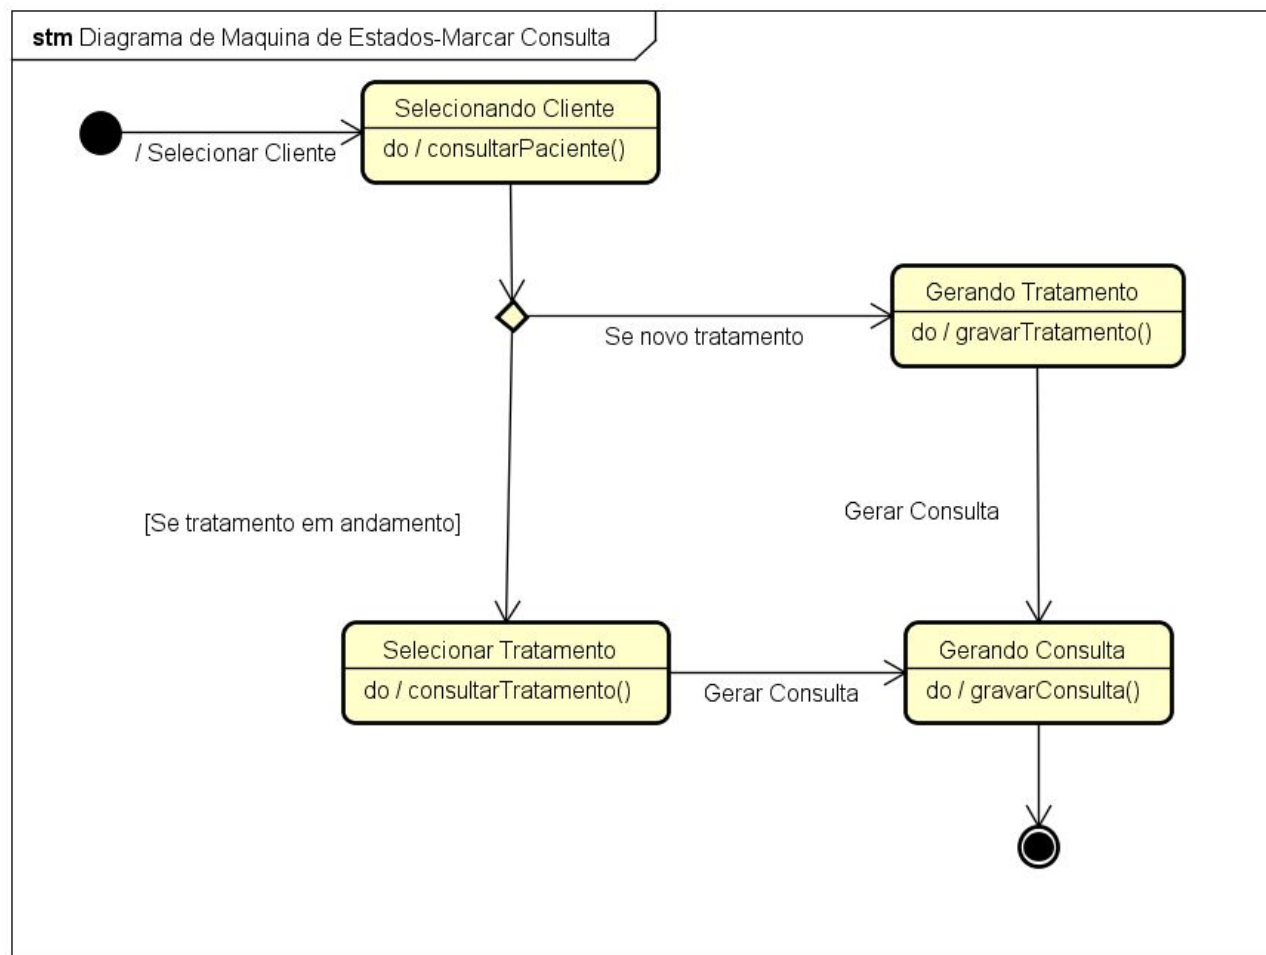 stm Diagrama de Maquina de Estados-Marcar Consulta
Selecionando Cliente
do / consultarPaciente()
/ Selecionar Cliente
Gerando Tratamento
do / gravarTratamento()
Se novo tratamento
[Se tratamento em andamento]
Gerar Consulta
Selecionar Tratamento
do / consultarTratamento()
Gerar Consulta
Gerando Consulta
do / gravarConsulta()